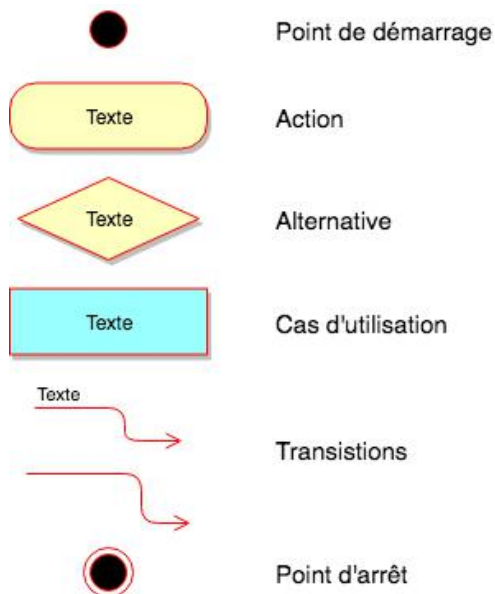 Point de démarrage
Texte
Action
Texte
Alternative
Texte
Cas d'utilisation
Texte
Transistions
Point d'arrêt